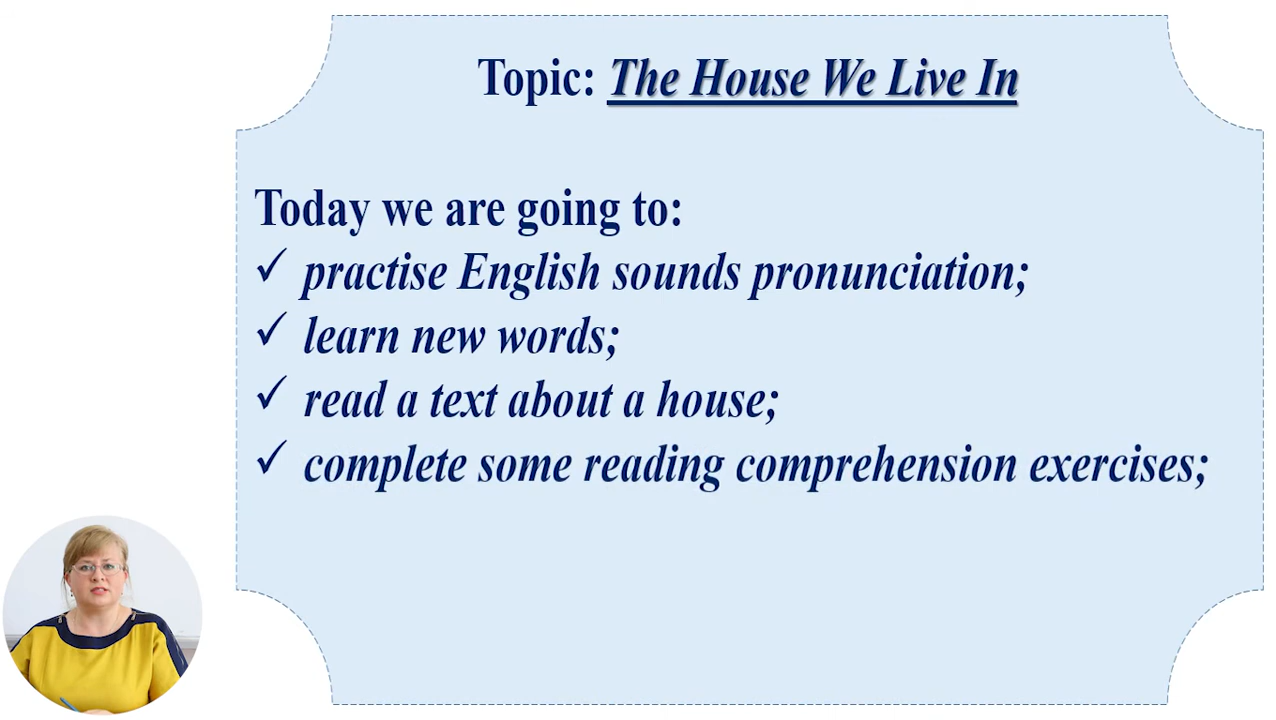 Topic: The House We Live In
Today we are going to:
✓ practise English sounds pronunciation;
✓ learn new words;
✓ read a text about a house;
✓ complete some reading comprehension exercises;